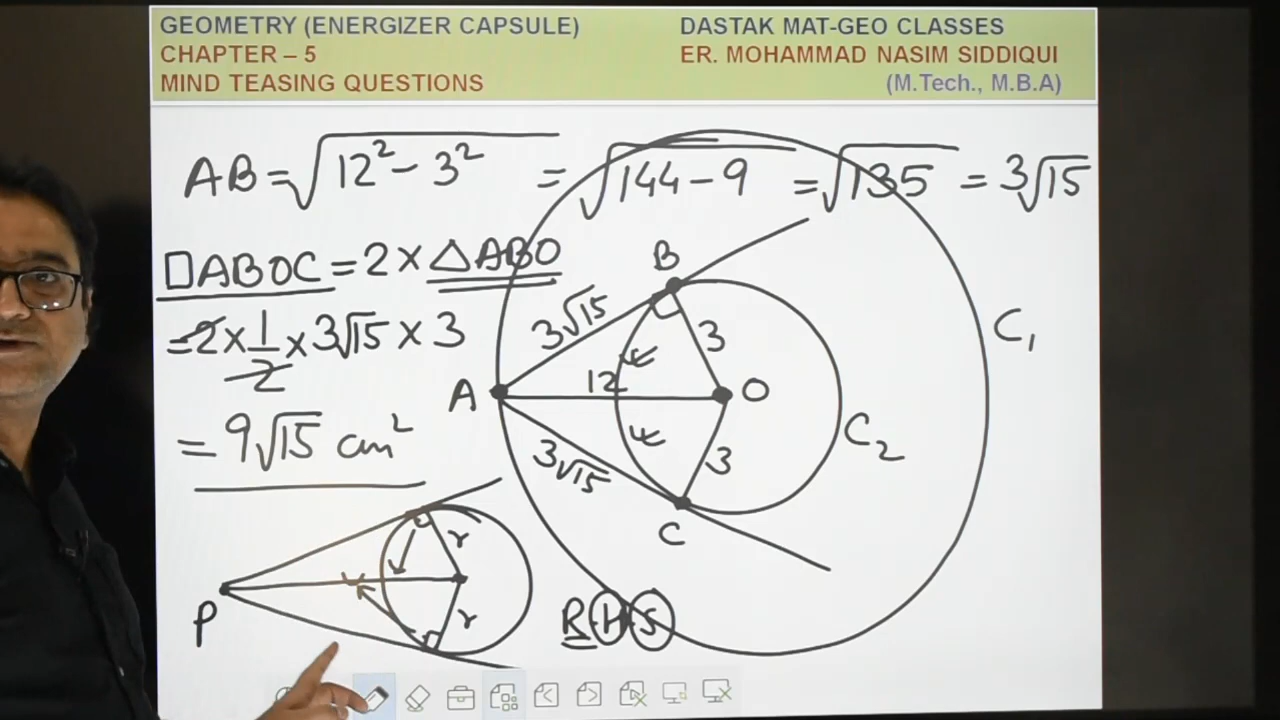 GEOMETRY (ENERGIZER CAPSULE)
CHAPTER – 5
MIND TEASING QUESTIONS
DASTAK MAT-GEO CLASSES
ER. MOHAMMAD NASIM SIDDIQUI
(M.Tech., M.B.A)
AB = √12² - 3² = √144 - 9 = √135 = 3√15
□ABOC = 2 × △ABO
= 2 × 1/2 × 3√15 × 3
= 9√15 cm²
B
3√15
3
A
12
O
3√15
3
C
C₁
C₂
P
r
r
R H S